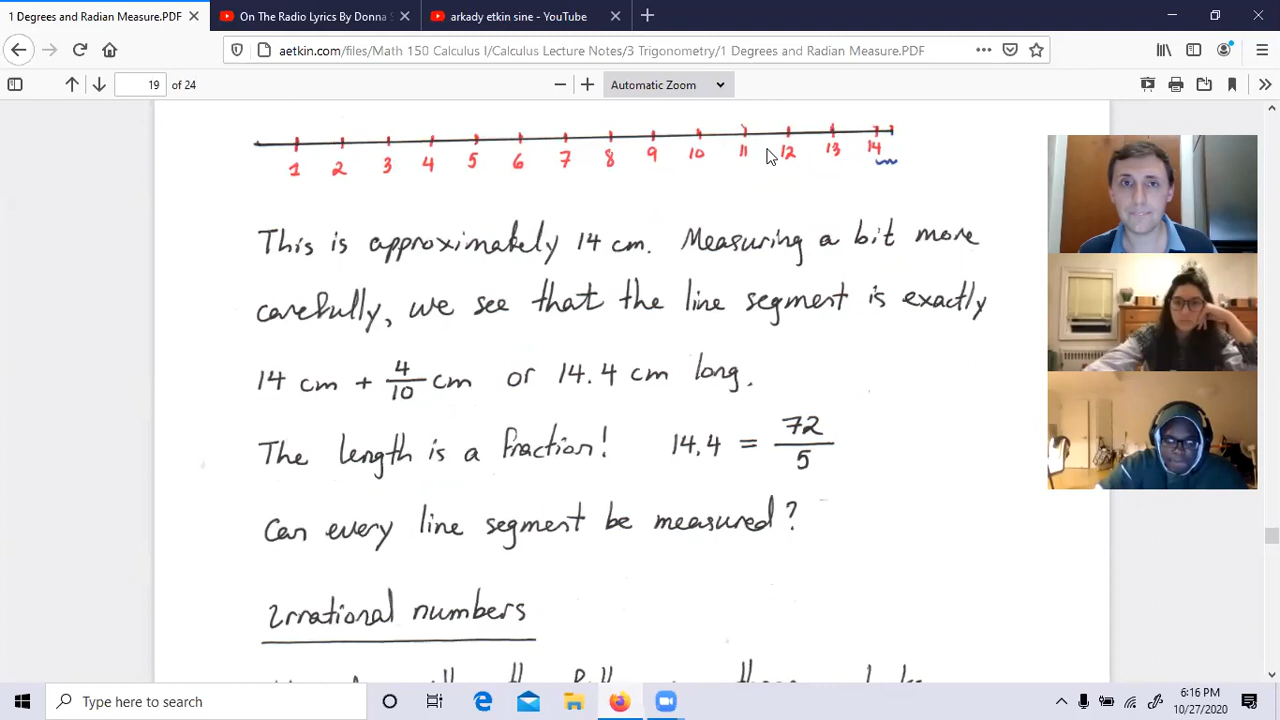 1 Degrees and Radian Measure.PDF
On The Radio Lyrics By Donna
arkady etkin sine - YouTube
aetkin.com/files/Math 150 Calculus I/Calculus Lecture Notes/3 Trigonometry/1 Degrees and Radian Measure.PDF
19 of 24
Automatic Zoom
1 2 3 4 5 6 7 8 9 10 11 12 13 14
This is approximately 14 cm. Measuring a bit more
carefully, we see that the line segment is exactly
14 cm + 4/10 cm or 14.4 cm long.
The length is a fraction! 14.4 = 72/5
Can every line segment be measured?
Irrational numbers
Type here to search
6:16 PM
10/27/2020